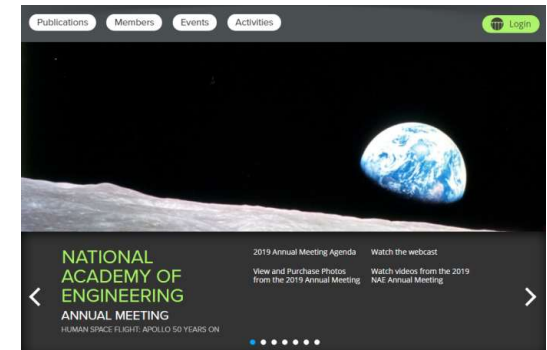 Publications Members Events Activities Login
NATIONAL
ACADEMY OF
ENGINEERING
ANNUAL MEETING
HUMAN SPACE FLIGHT: APOLLO 50 YEARS ON
2019 Annual Meeting Agenda
View and Purchase Photos
from the 2019 Annual Meeting
Watch the webcast
Watch videos from the 2019
NAE Annual Meeting